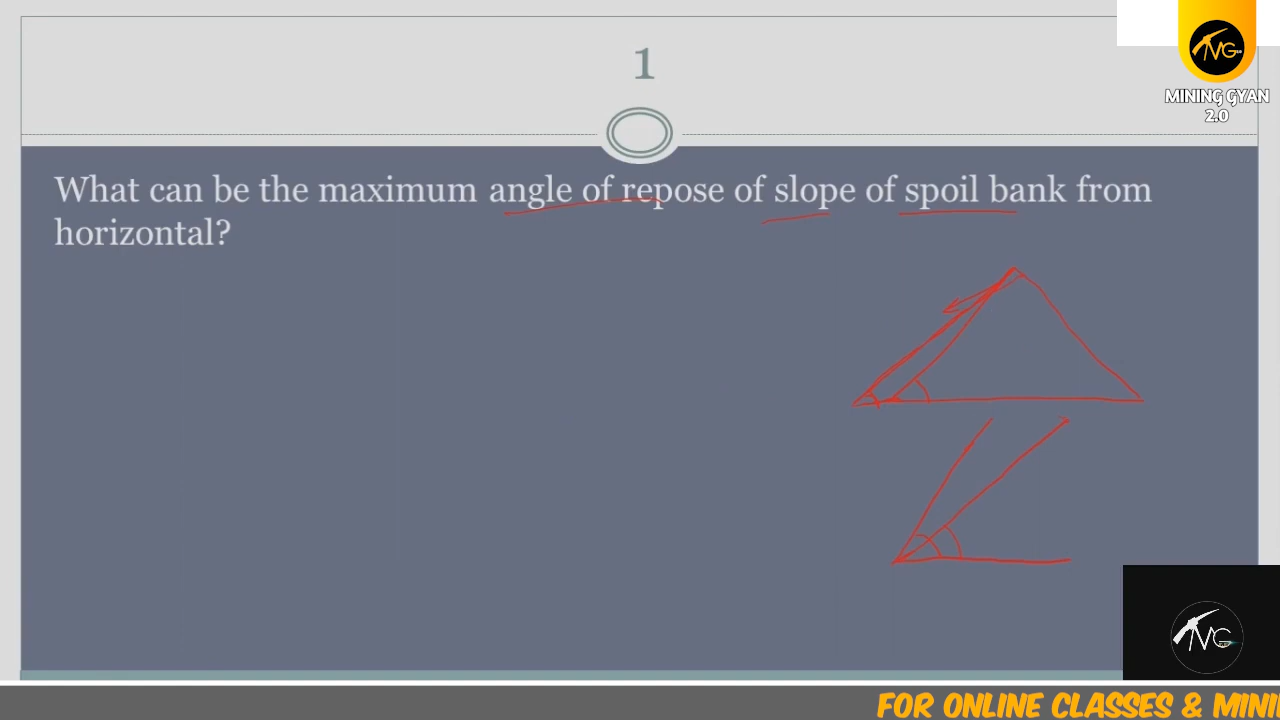 1
MINING GYAN
2.0
What can be the maximum angle of repose of slope of spoil bank from
horizontal?
FOR ONLINE CLASSES & MINI